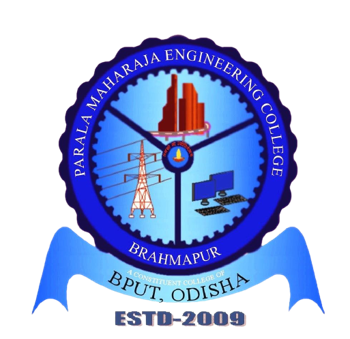 PARALA MAHARAJA ENGINEERING COLLEGE
BRAHMAPUR
A CONSTITUENT COLLEGE OF
BPUT, ODISHA
ESTD-2009